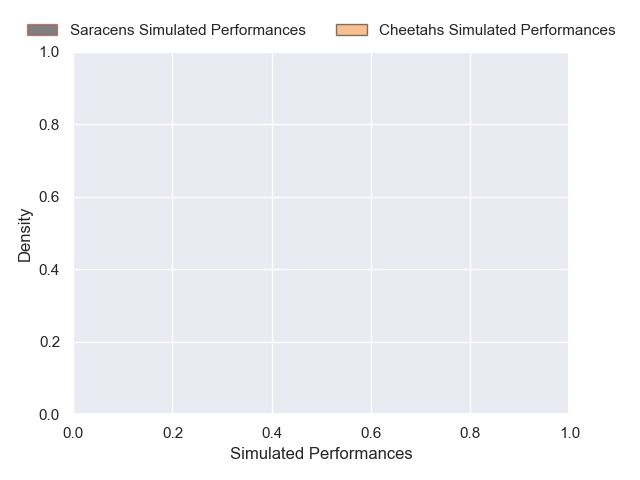 Saracens Simulated Performances Cheetahs Simulated Performances
1.0
0.8
0.6
0.4
0.2
0.0
Density
0.0 0.2 0.4 0.6 0.8 1.0
Simulated Performances